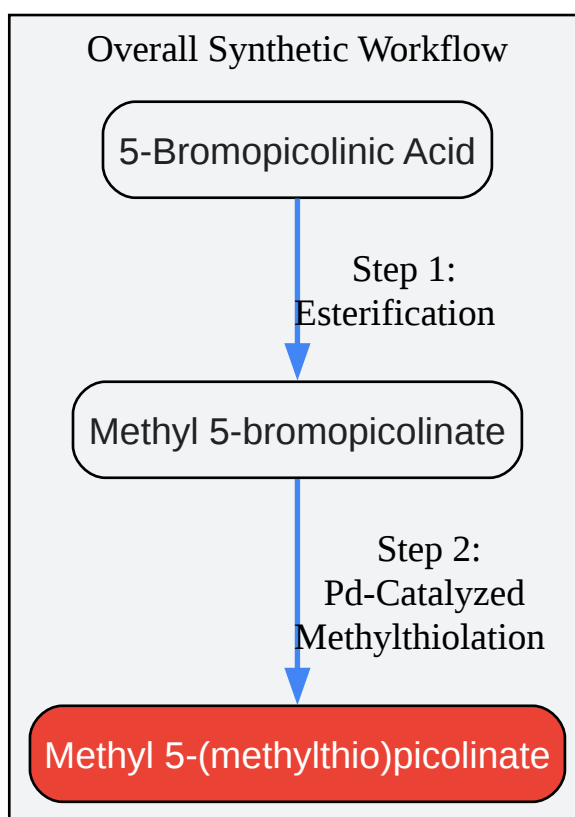 Overall Synthetic Workflow
5-Bromopicolinic Acid
Step 1:
Esterification
Methyl 5-bromopicolinate
Step 2:
Pd-Catalyzed
Methylthiolation
Methyl 5-(methylthio)picolinate